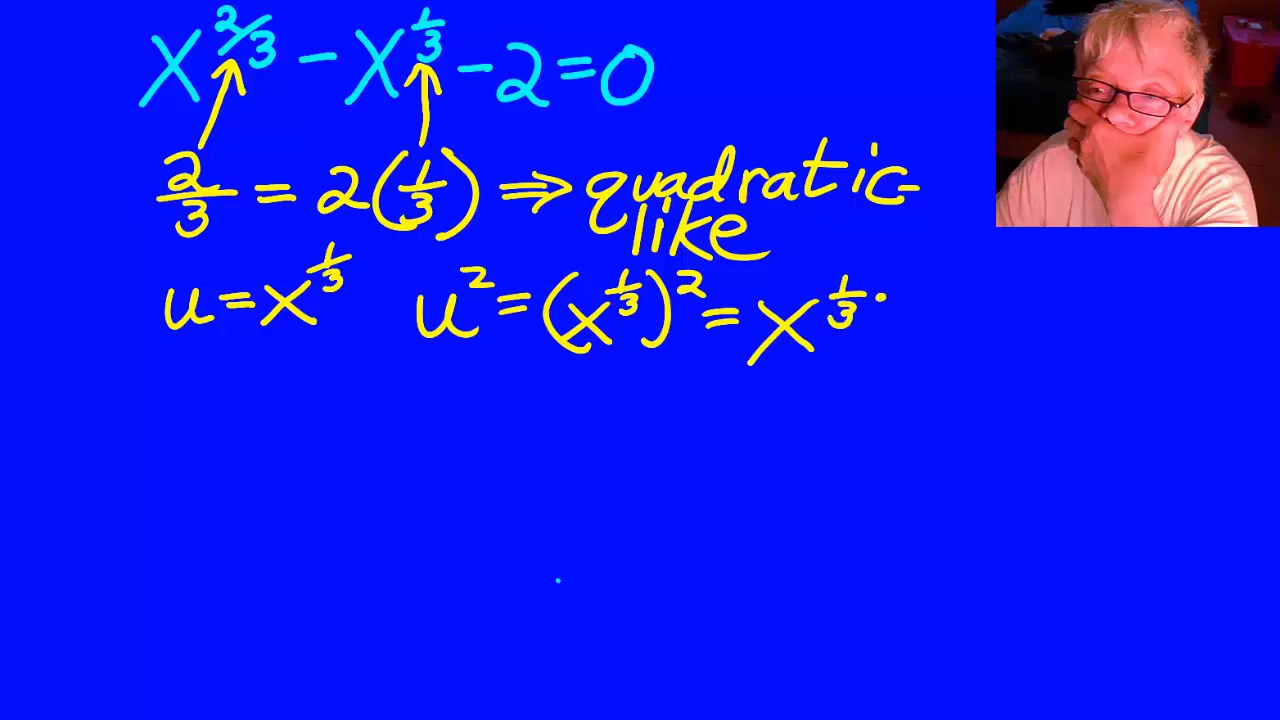 x^{2/3} - x^{1/3} - 2 = 0
2/3 = 2(1/3) ⇒ quadratic-
like
u = x^{1/3} u² = (x^{1/3})² = x^{1/3 ·}